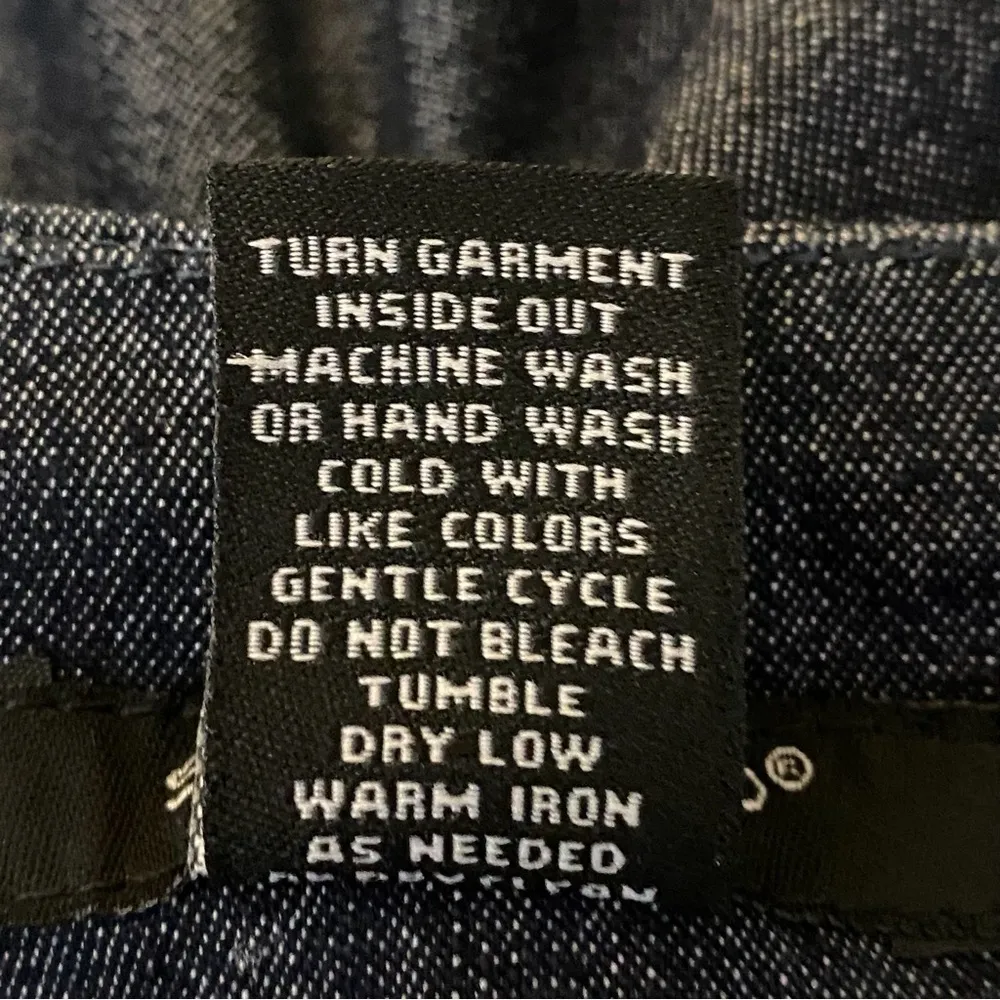 TURN GARMENT
INSIDE OUT
MACHINE WASH
OR HAND WASH
COLD WITH
LIKE COLORS
GENTLE CYCLE
DO NOT BLEACH
TUMBLE
DRY LOW
WARM IRON
AS NEEDED
®